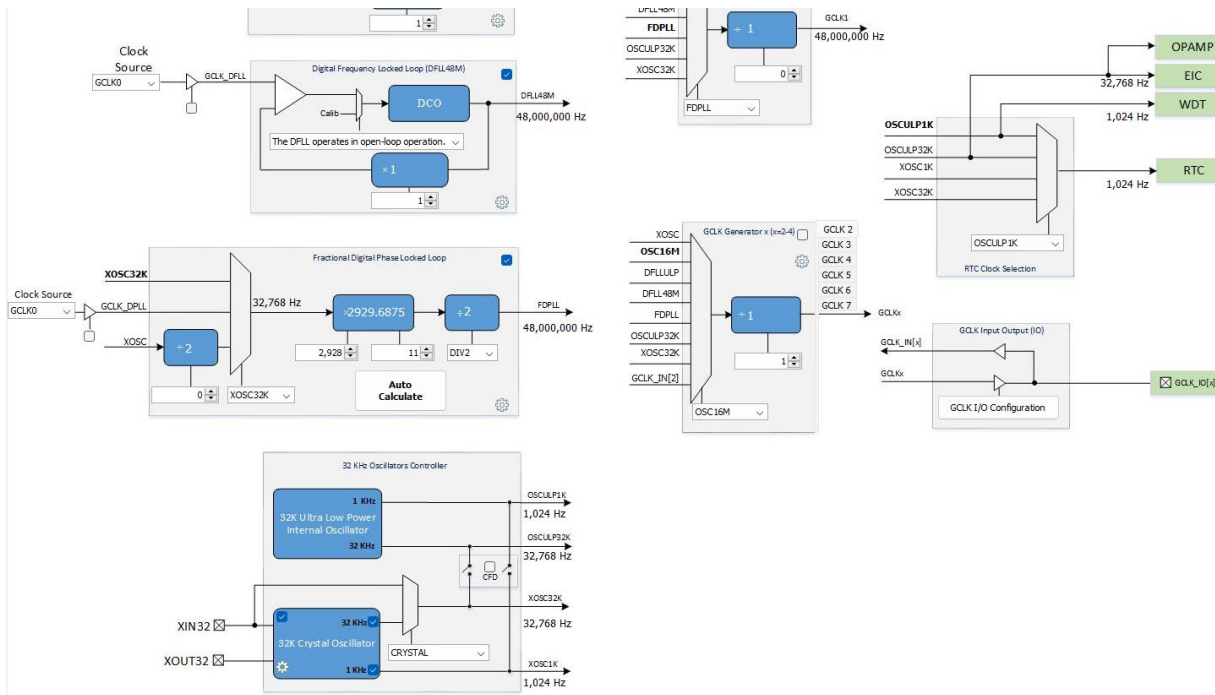 1
Clock
Source
GCLK0
GCLK_DFLL
Digital Frequency Locked Loop (DFLL48M)
DCO
Calib
DFLL48M
48,000,000 Hz
The DFLL operates in open-loop operation.
×1
1
Fractional Digital Phase Locked Loop
XOSC32K
Clock Source
GCLK0
GCLK_DPLL
32,768 Hz
×2929.6875
÷2
FDPLL
48,000,000 Hz
XOSC
÷2
2,928
11
DIV2
0
XOSC32K
Auto
Calculate
32 KHz Oscillators Controller
1 KHz
32K Ultra Low Power
Internal Oscillator
32 KHz
OSCULP1K
1,024 Hz
OSCULP32K
32,768 Hz
CFD
XOSC32K
32,768 Hz
XIN32
XOUT32
32 KHz
32K Crystal Oscillator
1 KHz
CRYSTAL
XOSC1K
1,024 Hz
DFLL48M
FDPLL
OSCULP32K
XOSC32K
÷ 1
GCLK1
48,000,000 Hz
0
FDPLL
OPAMP
EIC
32,768 Hz
WDT
1,024 Hz
OSCULP1K
OSCULP32K
XOSC1K
XOSC32K
RTC
1,024 Hz
OSCULP1K
RTC Clock Selection
GCLK Generator x (x=2-4)
XOSC
OSC16M
DFLLULP
DFLL48M
FDPLL
OSCULP32K
XOSC32K
GCLK_IN[2]
÷1
1
OSC16M
GCLK 2
GCLK 3
GCLK 4
GCLK 5
GCLK 6
GCLK 7
GCLKx
GCLK Input Output (IO)
GCLK_IN[x]
GCLKx
GCLK_IO[x]
GCLK I/O Configuration